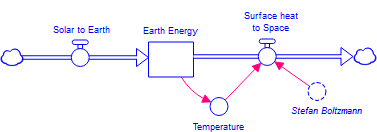 Solar to Earth
Earth Energy
Surface heat
to Space
Temperature
Stefan Boltzmann